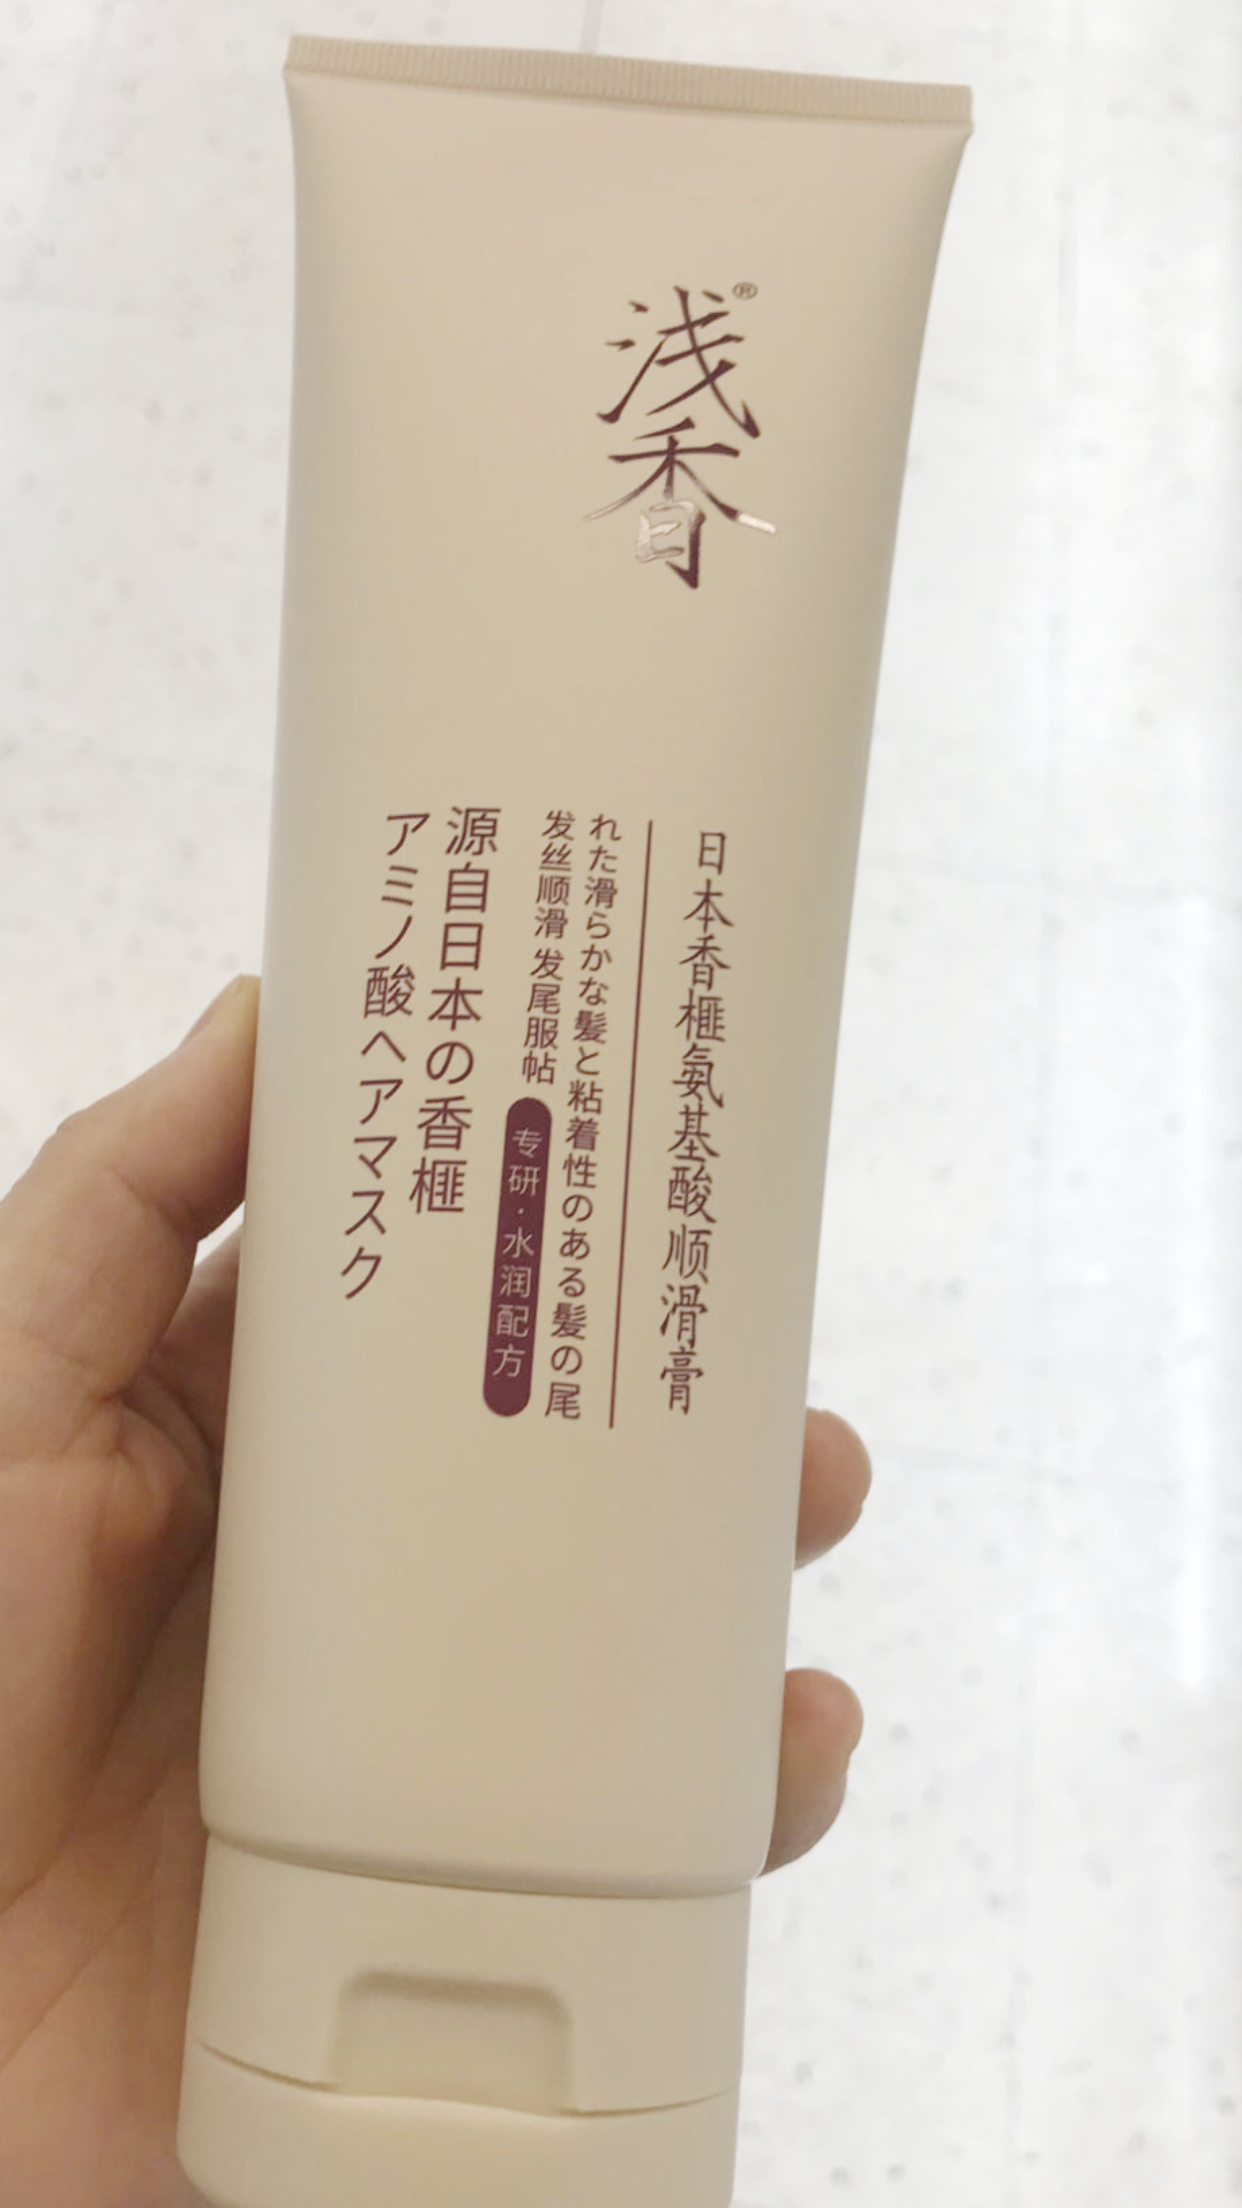 浅香®
日本香榧氨基酸顺滑膏
れた滑らかな髪と粘着性のある髪の尾
发丝顺滑 发尾服帖
专研·水润配方
源自日本の香榧
アミノ酸ヘアマスク